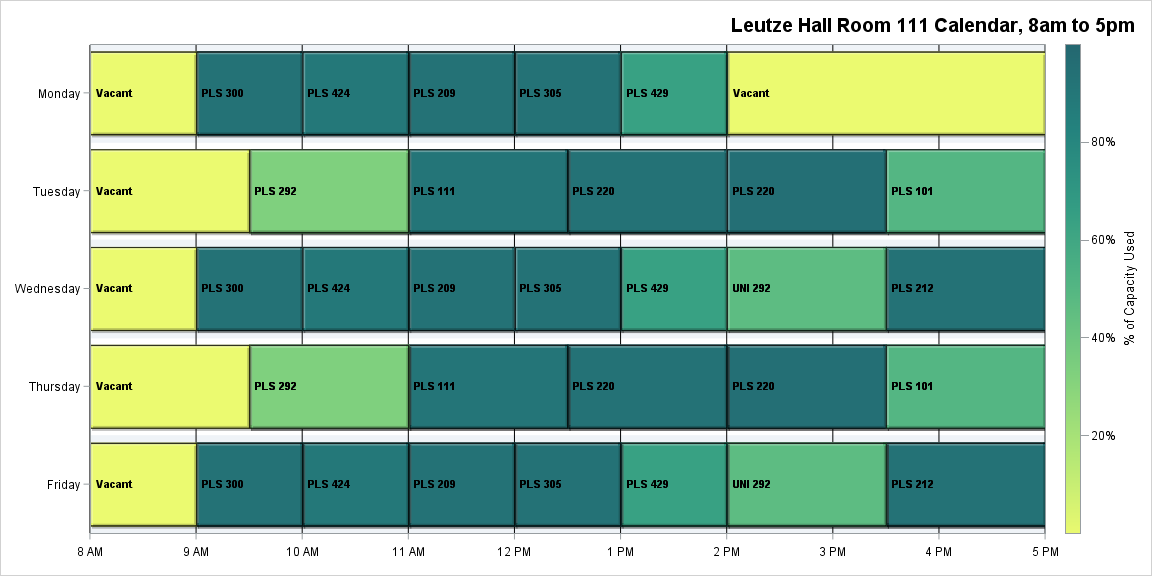 Leutze Hall Room 111 Calendar, 8am to 5pm
Monday
Vacant
PLS 300
PLS 424
PLS 209
PLS 305
PLS 429
Vacant
Tuesday
Vacant
PLS 292
PLS 111
PLS 220
PLS 220
PLS 101
Wednesday
Vacant
PLS 300
PLS 424
PLS 209
PLS 305
PLS 429
UNI 292
PLS 212
Thursday
Vacant
PLS 292
PLS 111
PLS 220
PLS 220
PLS 101
Friday
Vacant
PLS 300
PLS 424
PLS 209
PLS 305
PLS 429
UNI 292
PLS 212
8 AM
9 AM
10 AM
11 AM
12 PM
1 PM
2 PM
3 PM
4 PM
5 PM
80%
60%
40%
20%
% of Capacity Used